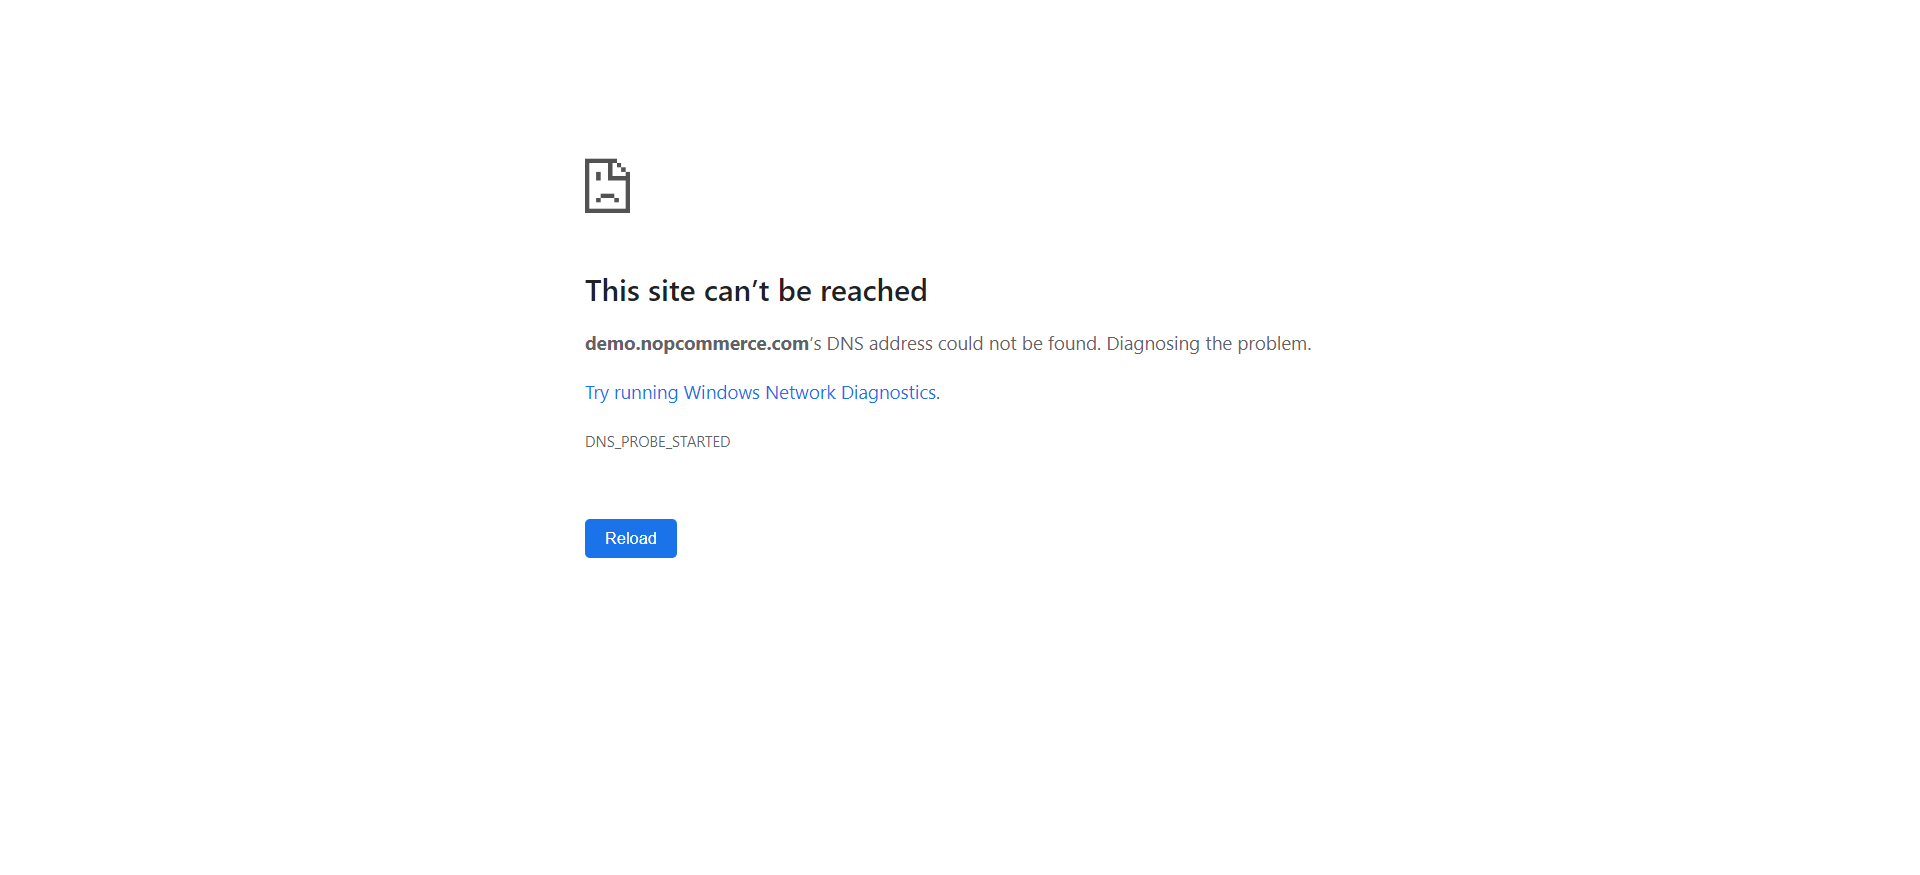 This site can’t be reached
demo.nopcommerce.com’s DNS address could not be found. Diagnosing the problem.
Try running Windows Network Diagnostics.
DNS_PROBE_STARTED
Reload